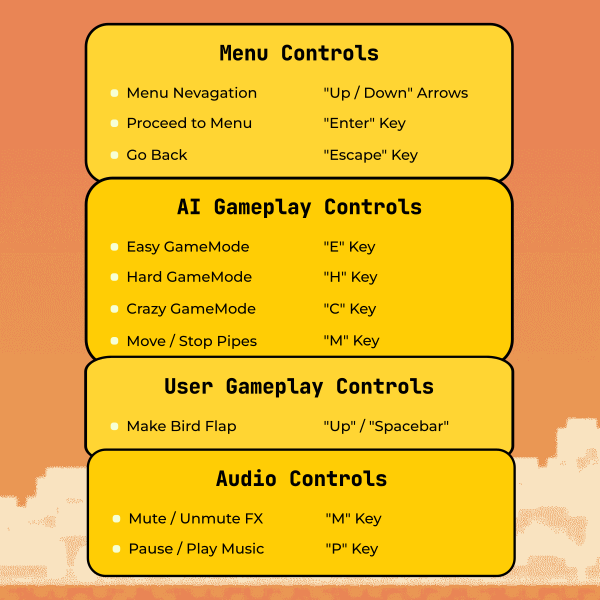 Menu Controls
Menu Nevagation "Up / Down" Arrows
Proceed to Menu "Enter" Key
Go Back "Escape" Key
AI Gameplay Controls
Easy GameMode "E" Key
Hard GameMode "H" Key
Crazy GameMode "C" Key
Move / Stop Pipes "M" Key
User Gameplay Controls
Make Bird Flap "Up" / "Spacebar"
Audio Controls
Mute / Unmute FX "M" Key
Pause / Play Music "P" Key